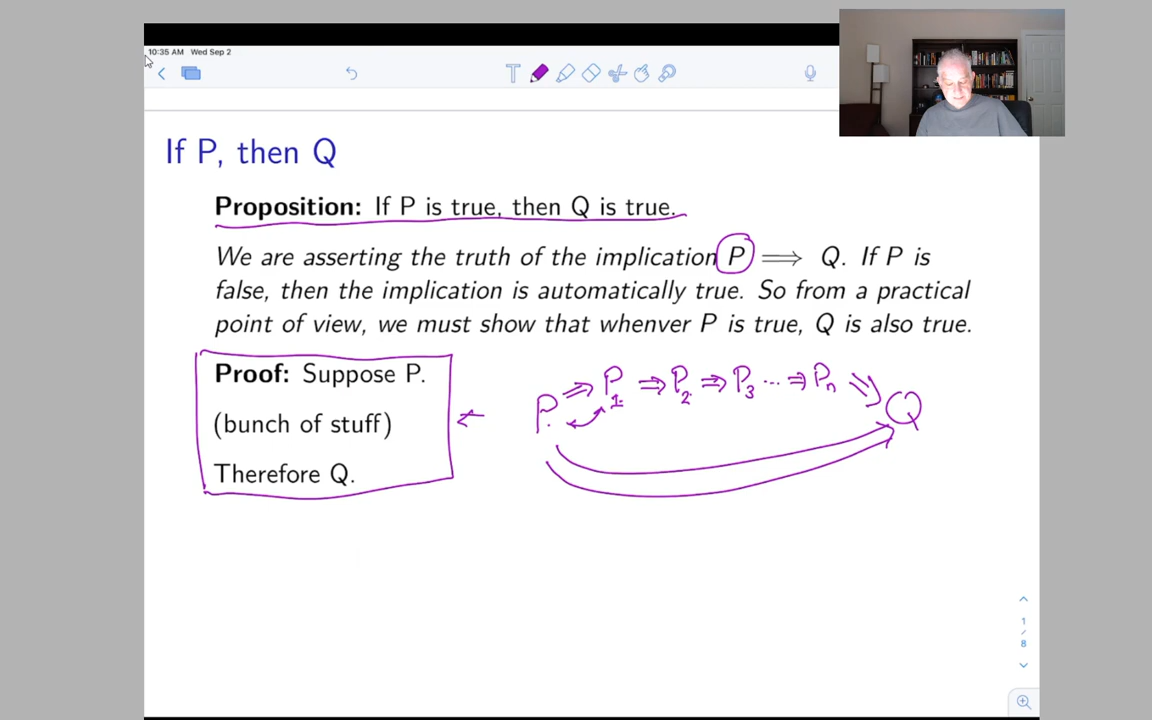 10:35 AM Wed Sep 2
If P, then Q
Proposition: If P is true, then Q is true.
We are asserting the truth of the implication P ⟹ Q. If P is
false, then the implication is automatically true. So from a practical
point of view, we must show that whenver P is true, Q is also true.
Proof: Suppose P.
(bunch of stuff)
Therefore Q.
P ⇒ P₁ ⇒ P₂ ⇒ P₃ ... ⇒ Pₙ ⇒ Q
1
/
8